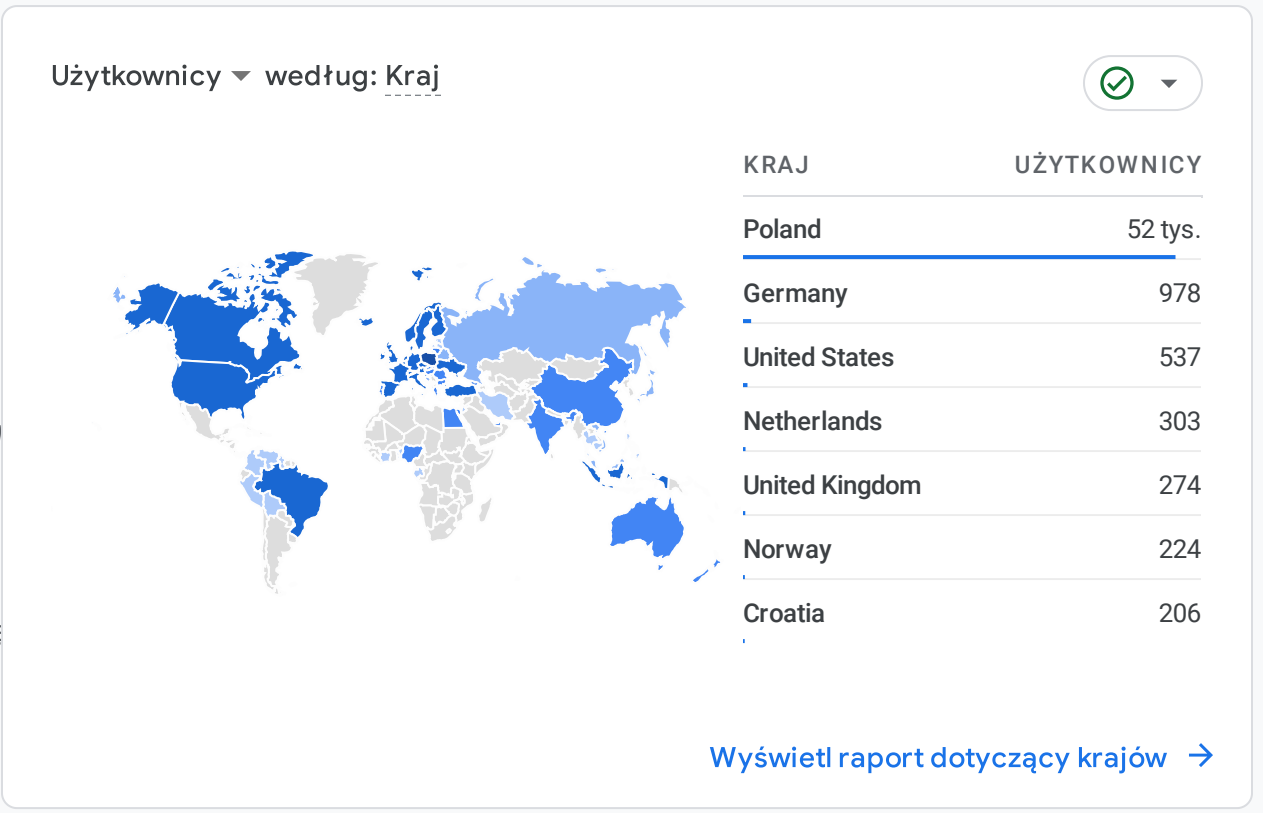 Użytkownicy według: Kraj
KRAJ UŻYTKOWNICY
Poland 52 tys.
Germany 978
United States 537
Netherlands 303
United Kingdom 274
Norway 224
Croatia 206
Wyświetl raport dotyczący krajów